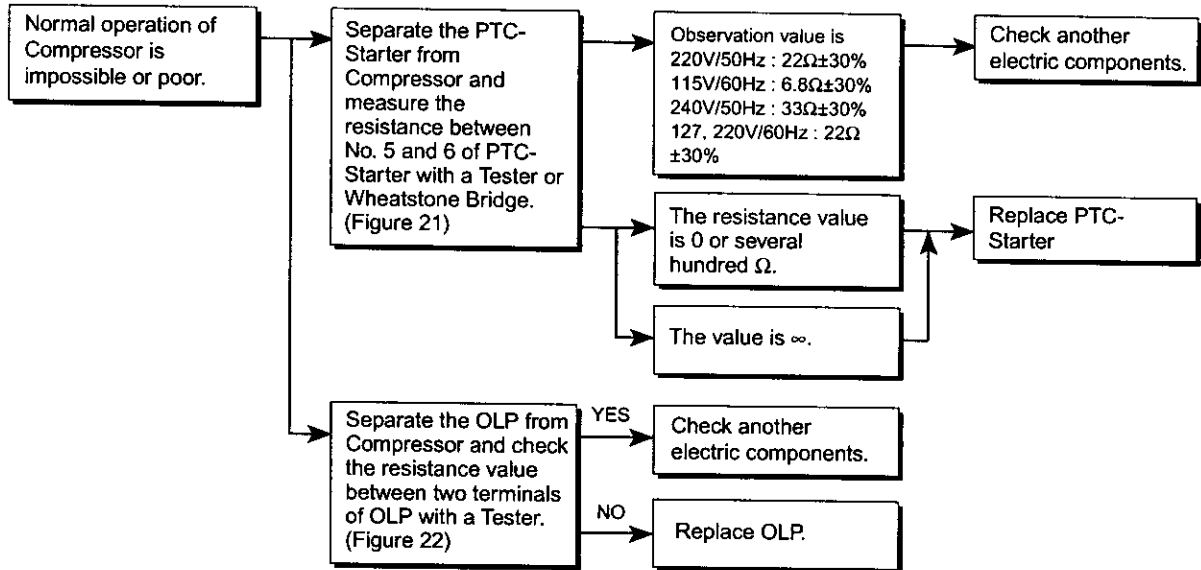 Normal operation of
Compressor is
impossible or poor.
Separate the PTC-
Starter from
Compressor and
measure the
resistance between
No. 5 and 6 of PTC-
Starter with a Tester or
Wheatstone Bridge.
(Figure 21)
Observation value is
220V/50Hz : 22Ω±30%
115V/60Hz : 6.8Ω±30%
240V/50Hz : 33Ω±30%
127, 220V/60Hz : 22Ω
±30%
Check another
electric components.
The resistance value
is 0 or several
hundred Ω.
Replace PTC-
Starter
The value is ∞.
Separate the OLP from
Compressor and check
the resistance value
between two terminals
of OLP with a Tester.
(Figure 22)
YES
Check another
electric components.
NO
Replace OLP.